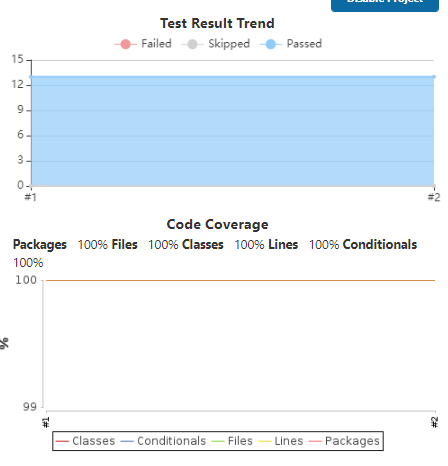 Disable Project
Test Result Trend
Failed Skipped Passed
15
12
9
6
3
0
#1 #2
Code Coverage
Packages 100% Files 100% Classes 100% Lines 100% Conditionals
100%
100
%
99
#1 #2
Classes Conditionals Files Lines Packages